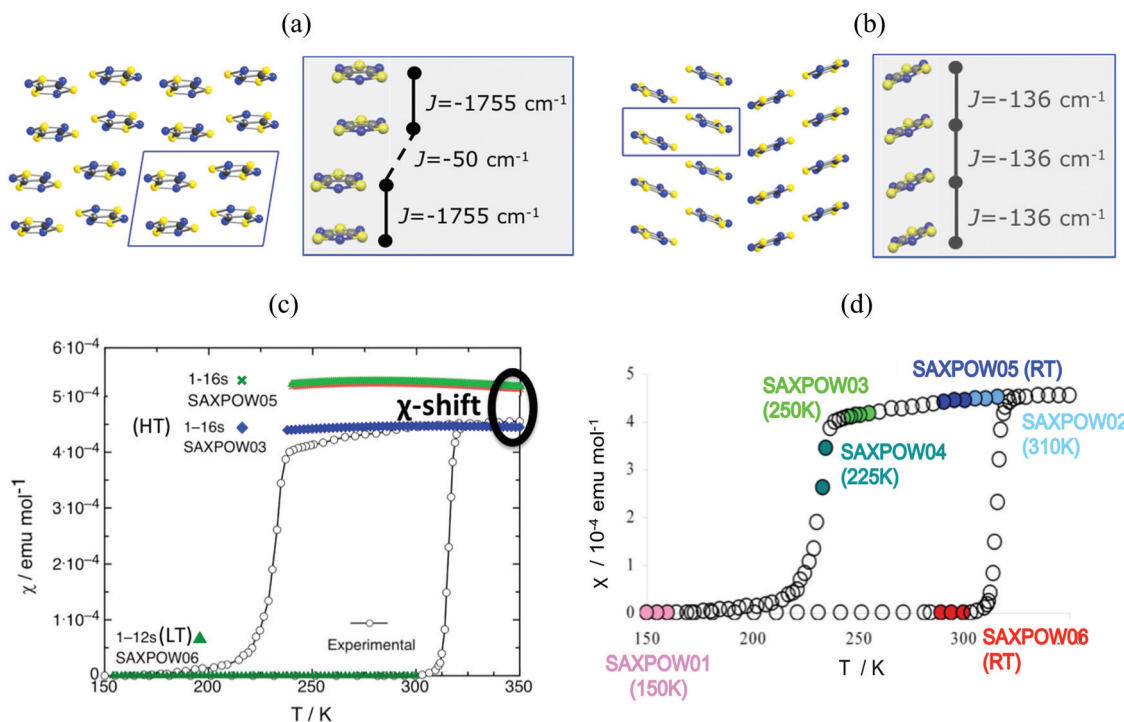 (a)
(b)
J=-1755 cm⁻¹
J=-50 cm⁻¹
J=-1755 cm⁻¹
J=-136 cm⁻¹
J=-136 cm⁻¹
J=-136 cm⁻¹
(c)
6·10⁻⁴
5·10⁻⁴
4·10⁻⁴
3·10⁻⁴
2·10⁻⁴
1·10⁻⁴
0
χ / emu mol⁻¹
1-16s
SAXPOW05
χ-shift
(HT)
1–16s
SAXPOW03
1–12s (LT)
SAXPOW06
Experimental
150
200
250
300
350
T / K
(d)
5
4
3
2
1
0
χ / 10⁻⁴ emu mol⁻¹
SAXPOW05 (RT)
SAXPOW03
(250K)
SAXPOW02
(310K)
SAXPOW04
(225K)
150
200
250
300
SAXPOW06
(RT)
SAXPOW01
(150K)
T / K